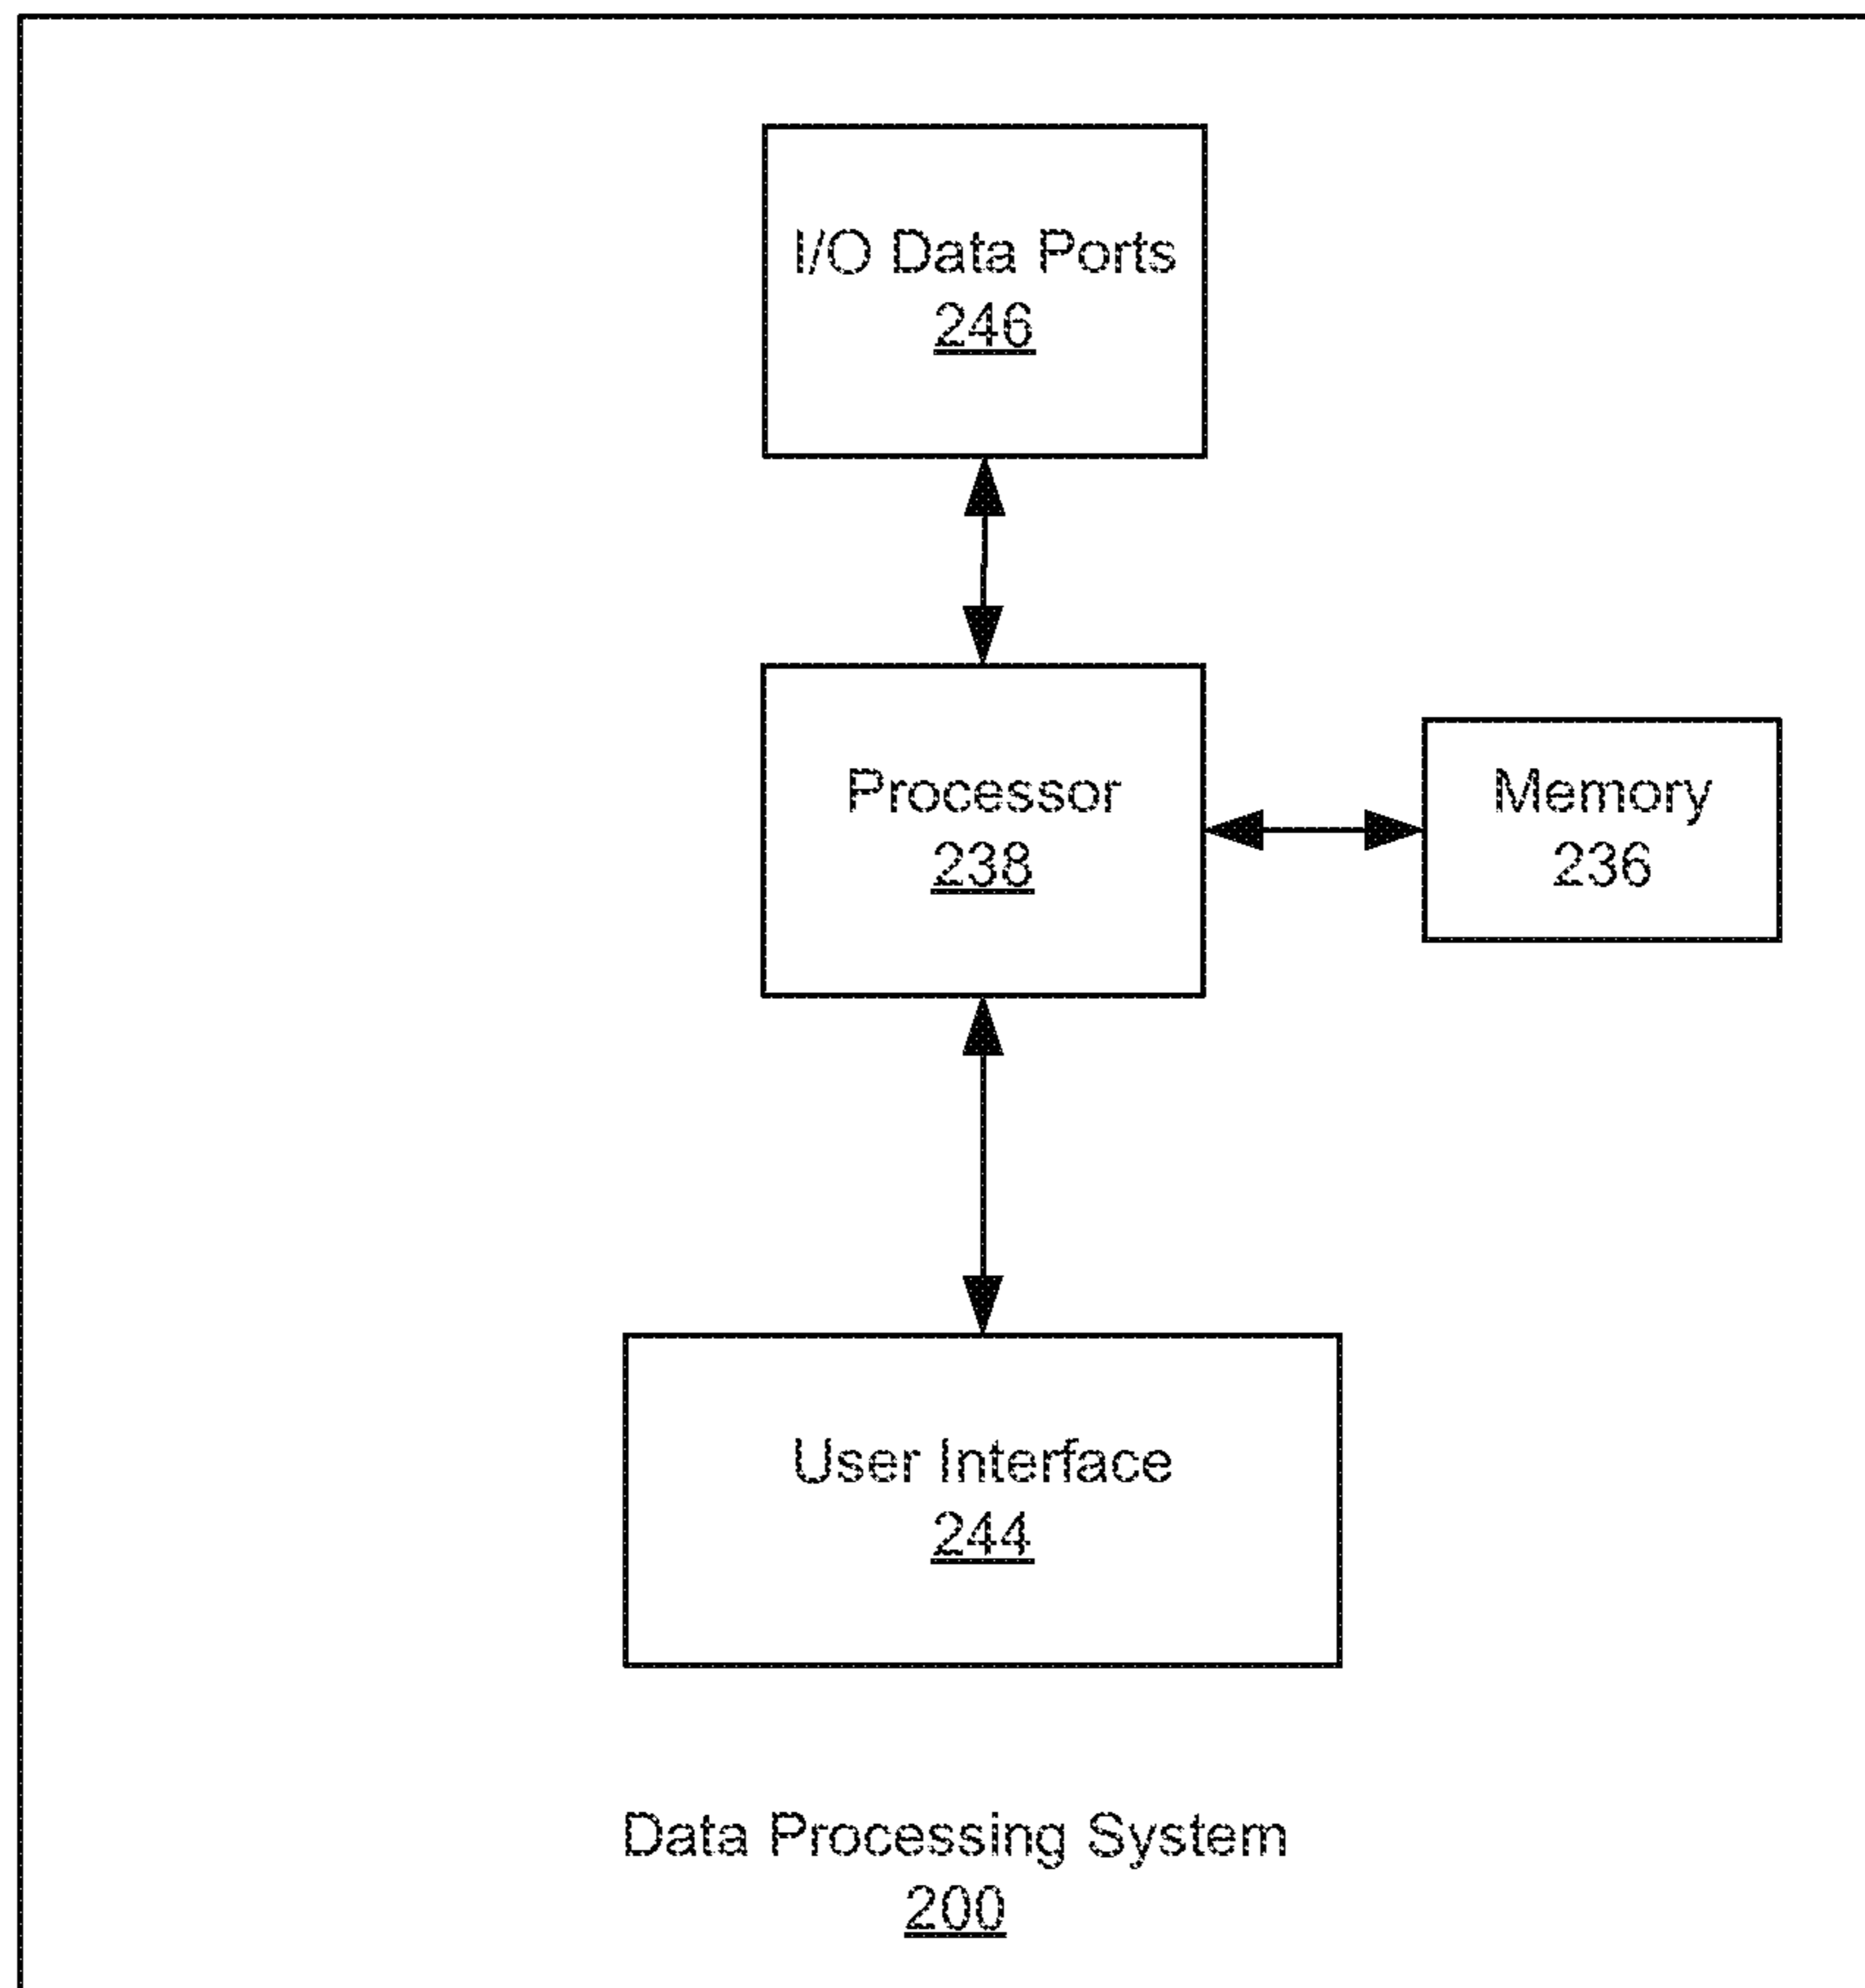 I/O Data Ports
246
Processor
238
Memory
236
User Interface
244
Data Processing System
200